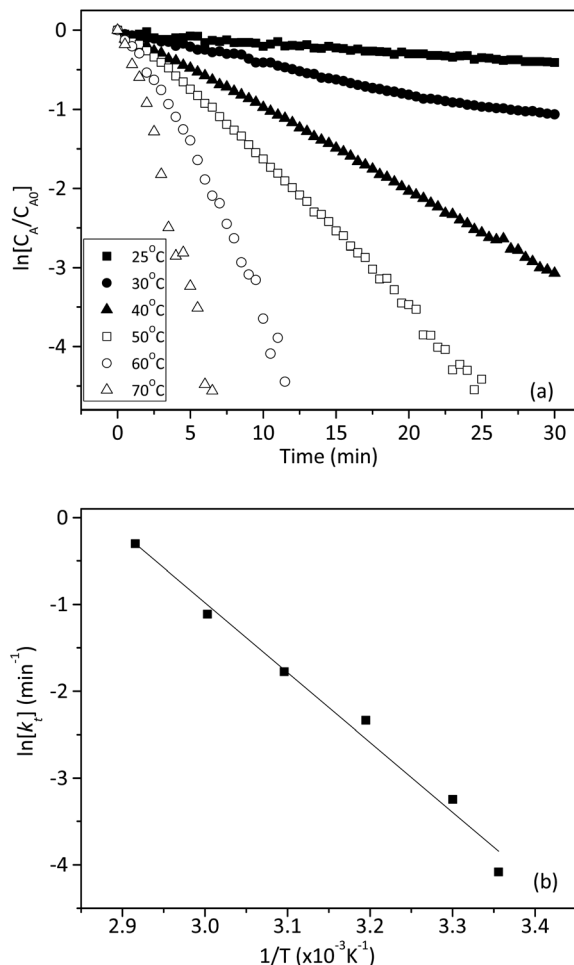 0
-1
-2
-3
-4
ln[C_A/C_A0]
25°C
30°C
40°C
50°C
60°C
70°C
(a)
0 5 10 15 20 25 30
Time (min)
0
-1
-2
-3
-4
ln[k_t] (min⁻¹)
(b)
2.9 3.0 3.1 3.2 3.3 3.4
1/T (x10⁻³K⁻¹)